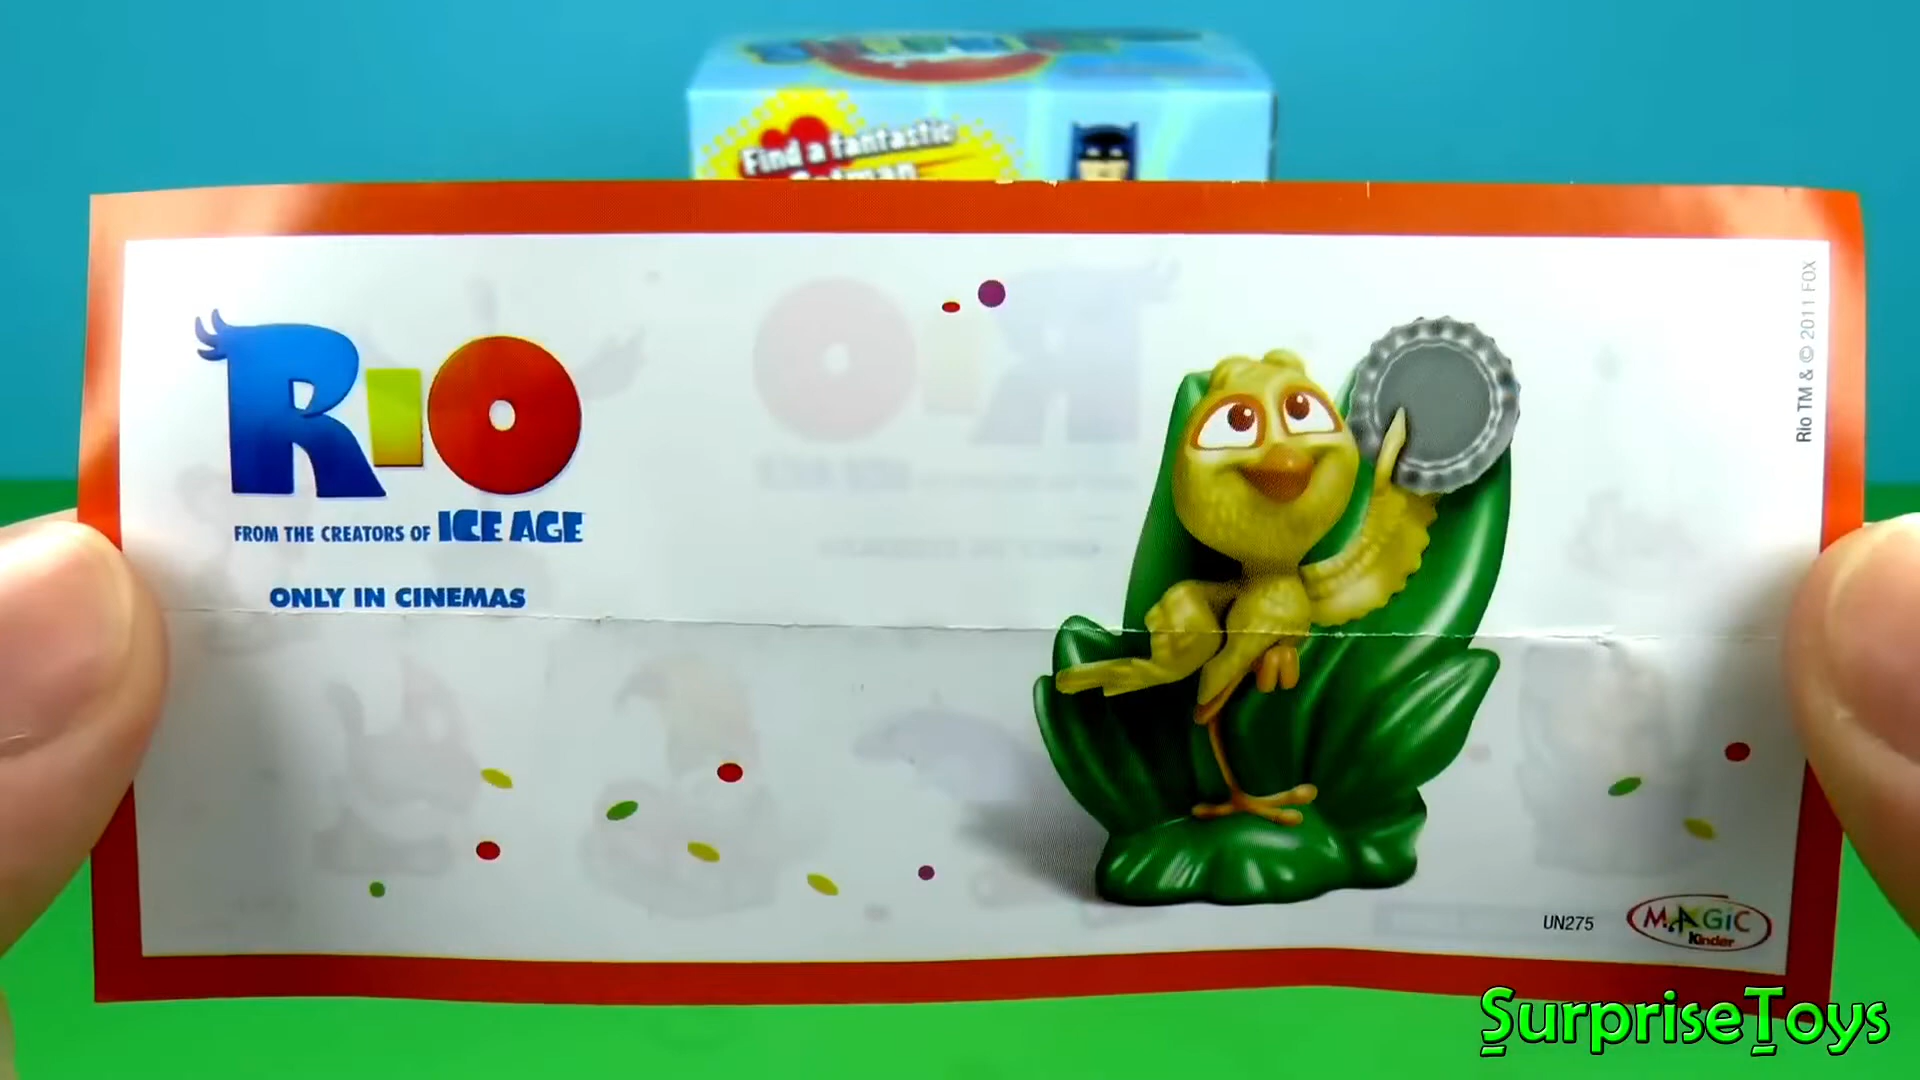 Find a fantastic
RIO
FROM THE CREATORS OF ICE AGE
ONLY IN CINEMAS
Rio TM & © 2011 FOX
UN275
MAGiC
Kinder
SurpriseToys